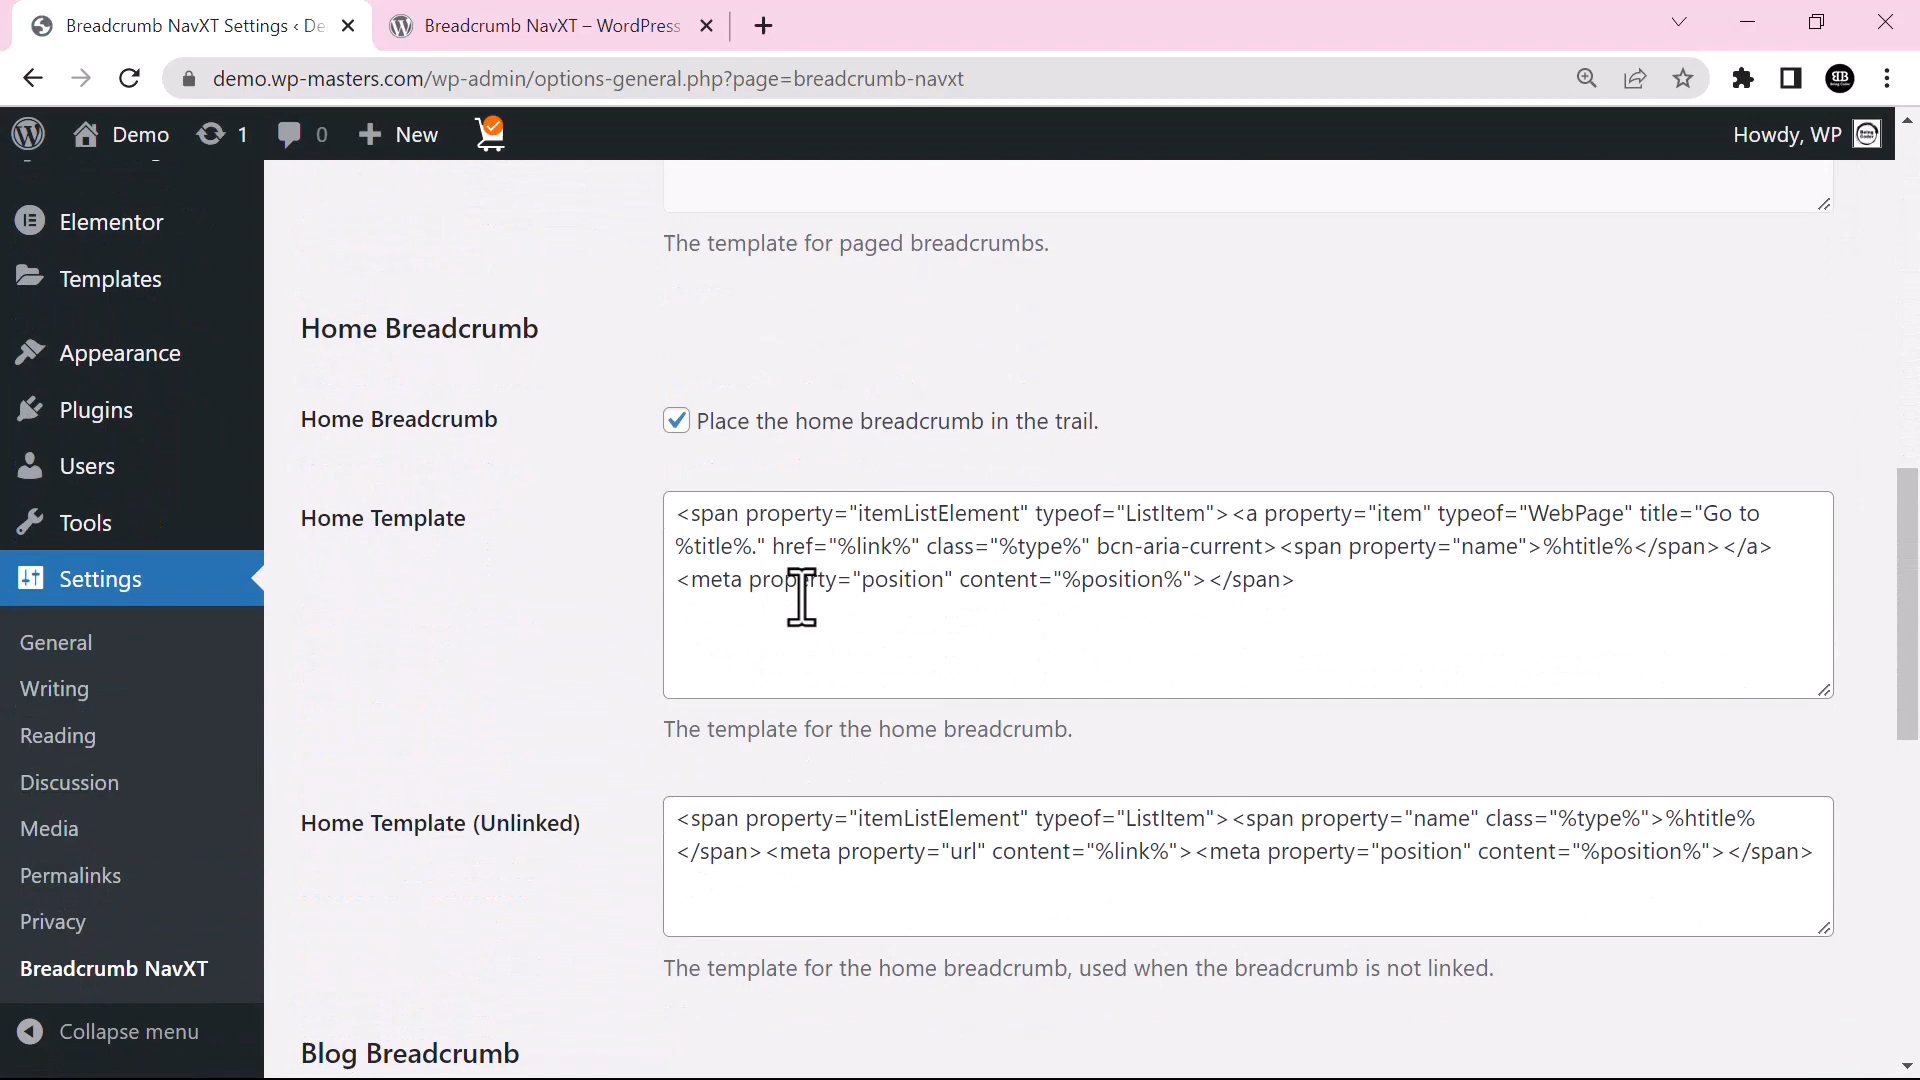 Breadcrumb NavXT Settings ‹ De
Breadcrumb NavXT – WordPress
demo.wp-masters.com/wp-admin/options-general.php?page=breadcrumb-navxt
Demo
1
0
New
Howdy, WP
Elementor
Templates
Appearance
Plugins
Users
Tools
Settings
General
Writing
Reading
Discussion
Media
Permalinks
Privacy
Breadcrumb NavXT
Collapse menu
The template for paged breadcrumbs.
Home Breadcrumb
Home Breadcrumb
Place the home breadcrumb in the trail.
Home Template
<span property="itemListElement" typeof="ListItem"><a property="item" typeof="WebPage" title="Go to
%title%." href="%link%" class="%type%" bcn-aria-current><span property="name">%htitle%</span></a>
<meta property="position" content="%position%"></span>
The template for the home breadcrumb.
Home Template (Unlinked)
<span property="itemListElement" typeof="ListItem"><span property="name" class="%type%">%htitle%
</span><meta property="url" content="%link%"><meta property="position" content="%position%"></span>
The template for the home breadcrumb, used when the breadcrumb is not linked.
Blog Breadcrumb